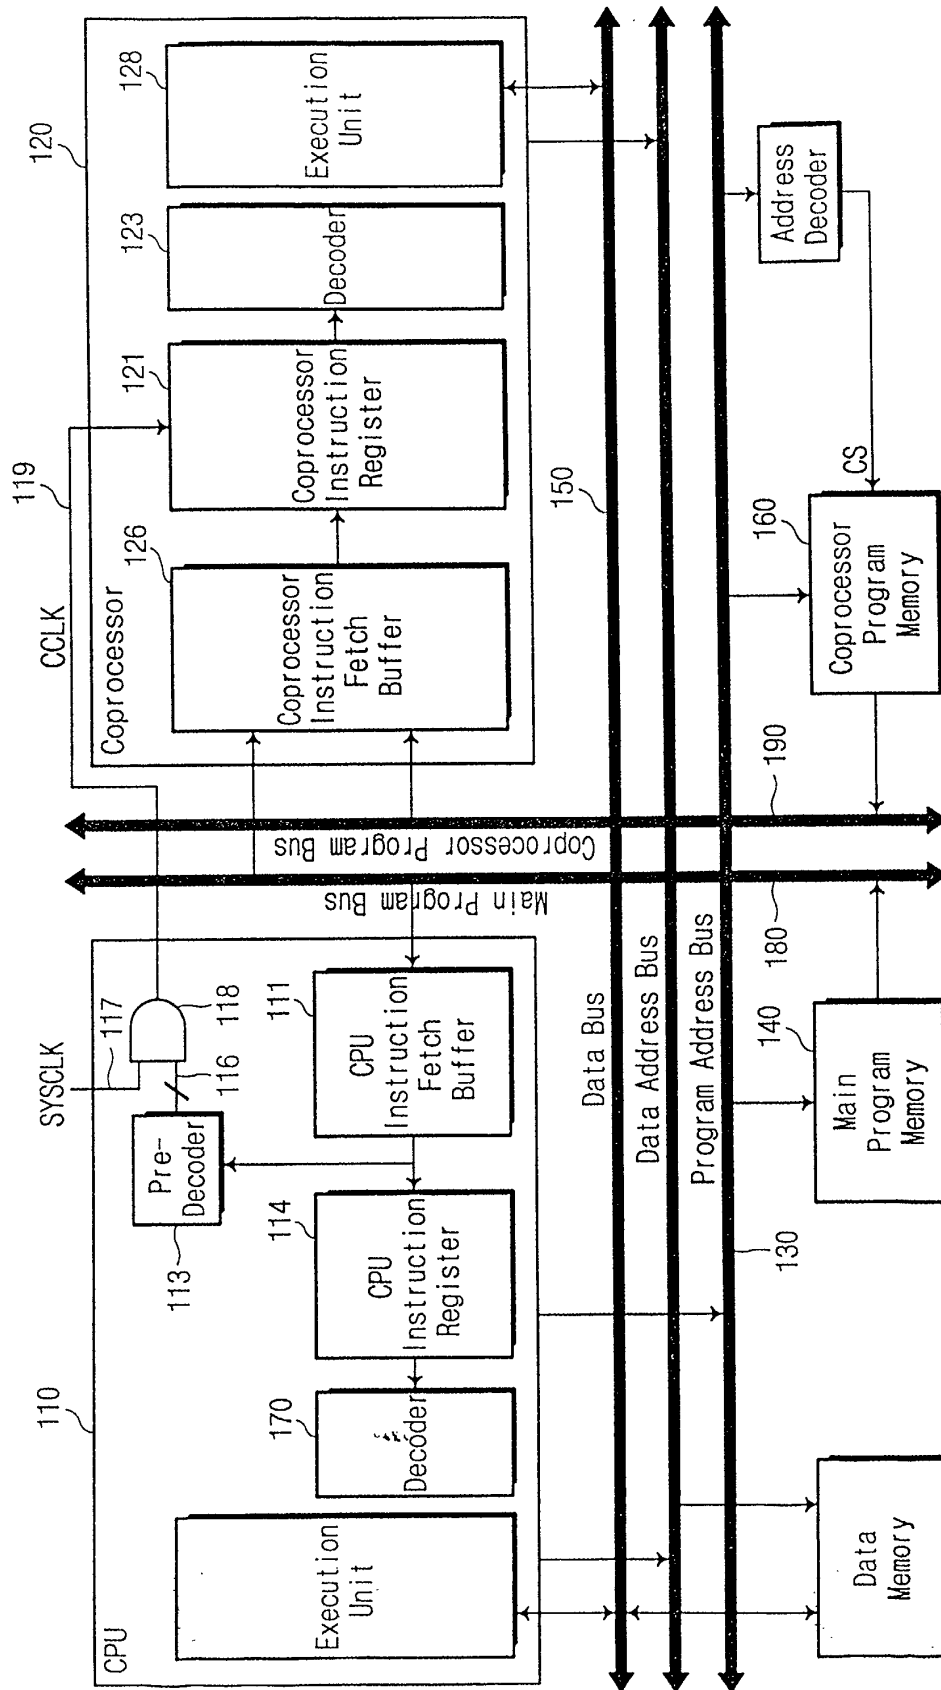 CPU
110
Execution
Unit
Decoder
170
CPU
Instruction
Register
114
Pre-
Decoder
113
CPU
Instruction
Fetch
Buffer
111
SYSCLK
117
116
118
CCLK
119
Main Program Bus
Coprocessor Program Bus
Coprocessor
120
Coprocessor
Instruction
Fetch
Buffer
126
Coprocessor
Instruction
Register
121
Decoder
123
Execution
Unit
128
Data Bus
150
Data Address Bus
Program Address Bus
130
Data
Memory
Main
Program
Memory
140
180
190
Coprocessor
Program
Memory
160
CS
Address
Decoder